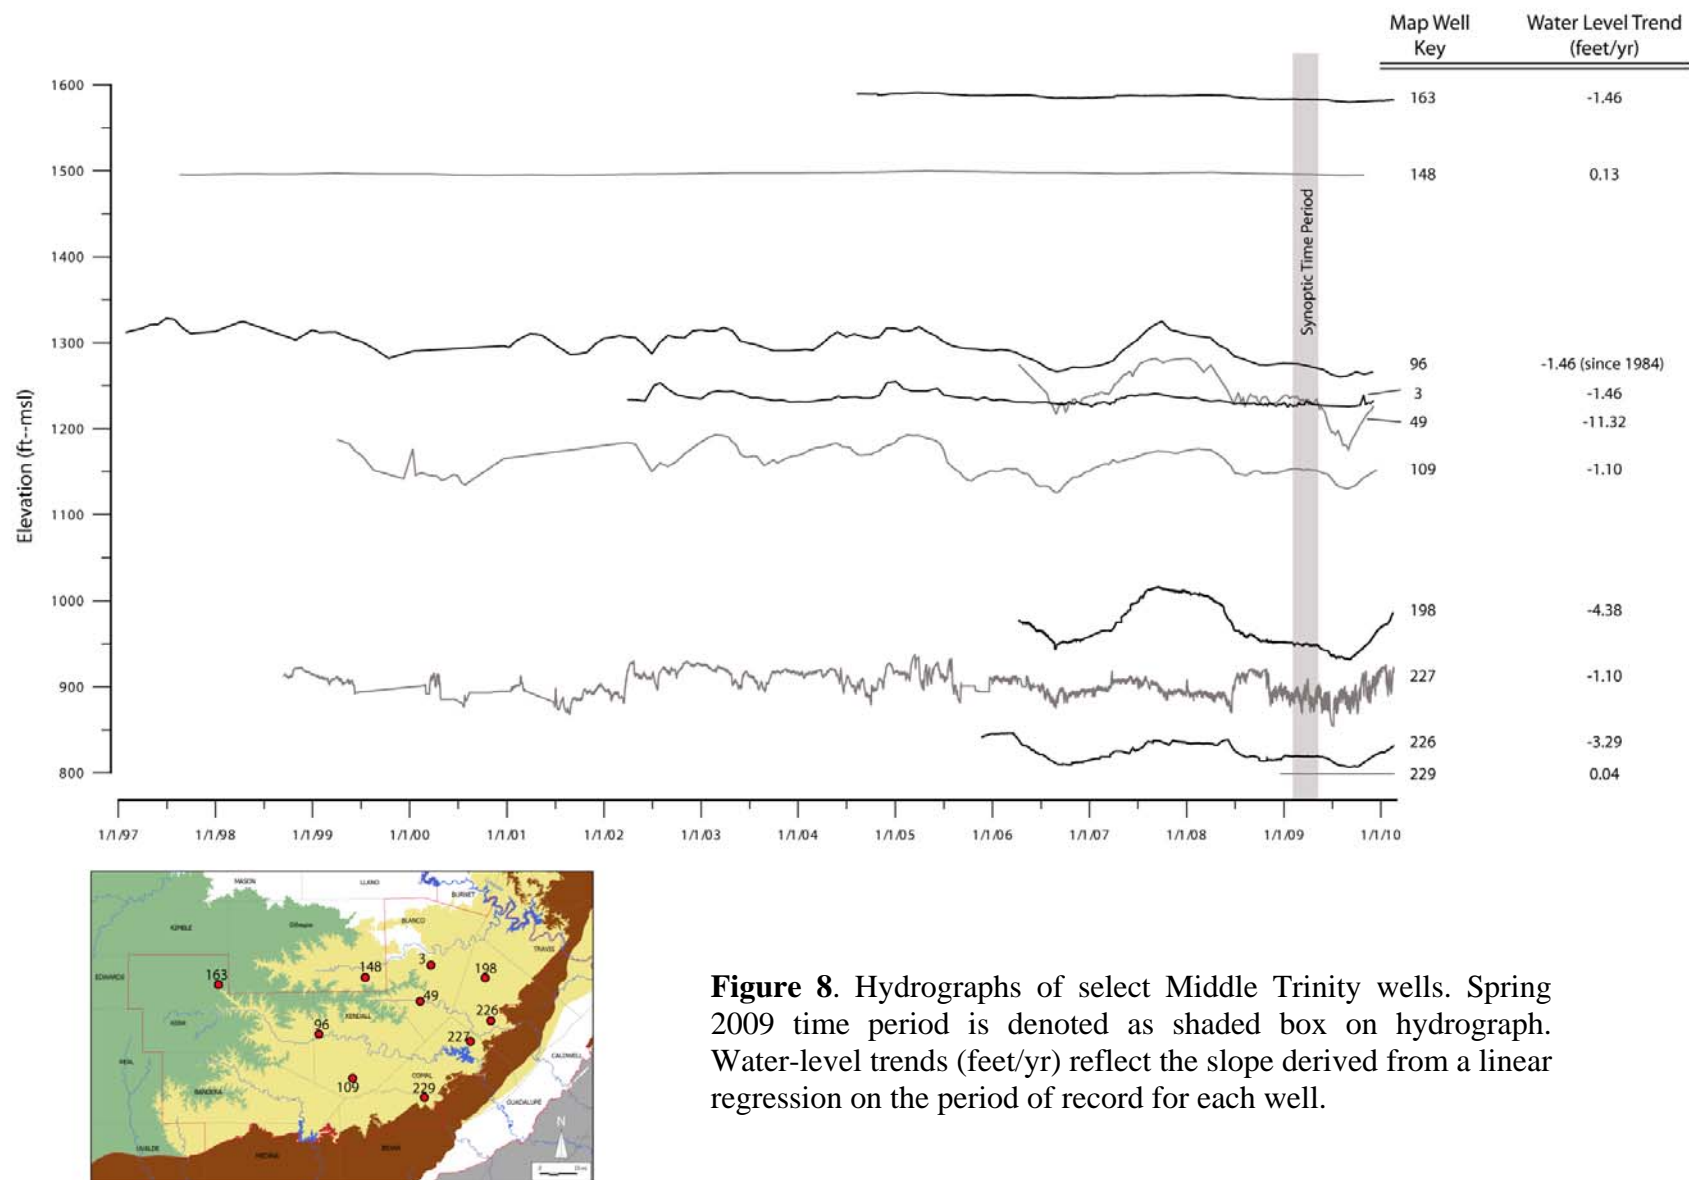 Map Well Key
Water Level Trend (feet/yr)
1600
1500
1400
1300
1200
1100
1000
900
800
Elevation (ft--msl)
Synoptic Time Period
163 -1.46
148 0.13
96 -1.46 (since 1984)
3 -1.46
49 -11.32
109 -1.10
198 -4.38
227 -1.10
226 -3.29
229 0.04
1/1/97 1/1/98 1/1/99 1/1/00 1/1/01 1/1/02 1/1/03 1/1/04 1/1/05 1/1/06 1/1/07 1/1/08 1/1/09 1/1/10
MASON
LLANO
BURNET
KIMBLE
Gillespie
BLANCO
TRAVIS
EDWARDS
163
148
3
198
49
KERR
KENDALL
226
96
227
CALDWELL
REAL
COMAL
109
229
BANDERA
GUADALUPE
N
UVALDE
MEDINA
BEXAR
0
Figure 8. Hydrographs of select Middle Trinity wells. Spring
2009 time period is denoted as shaded box on hydrograph.
Water-level trends (feet/yr) reflect the slope derived from a linear
regression on the period of record for each well.